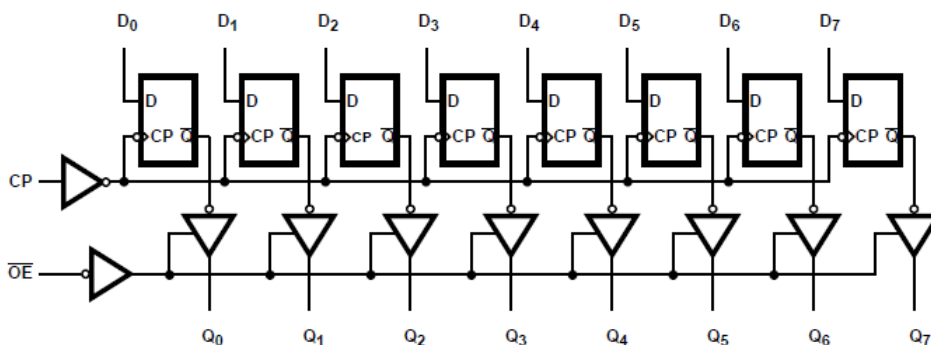 D0 D1 D2 D3 D4 D5 D6 D7
D D D D D D D D
CP Q̅ CP Q̅ CP Q̅ CP Q̅ CP Q̅ CP Q̅ CP Q̅ CP Q̅
CP
O̅E̅
Q0 Q1 Q2 Q3 Q4 Q5 Q6 Q7